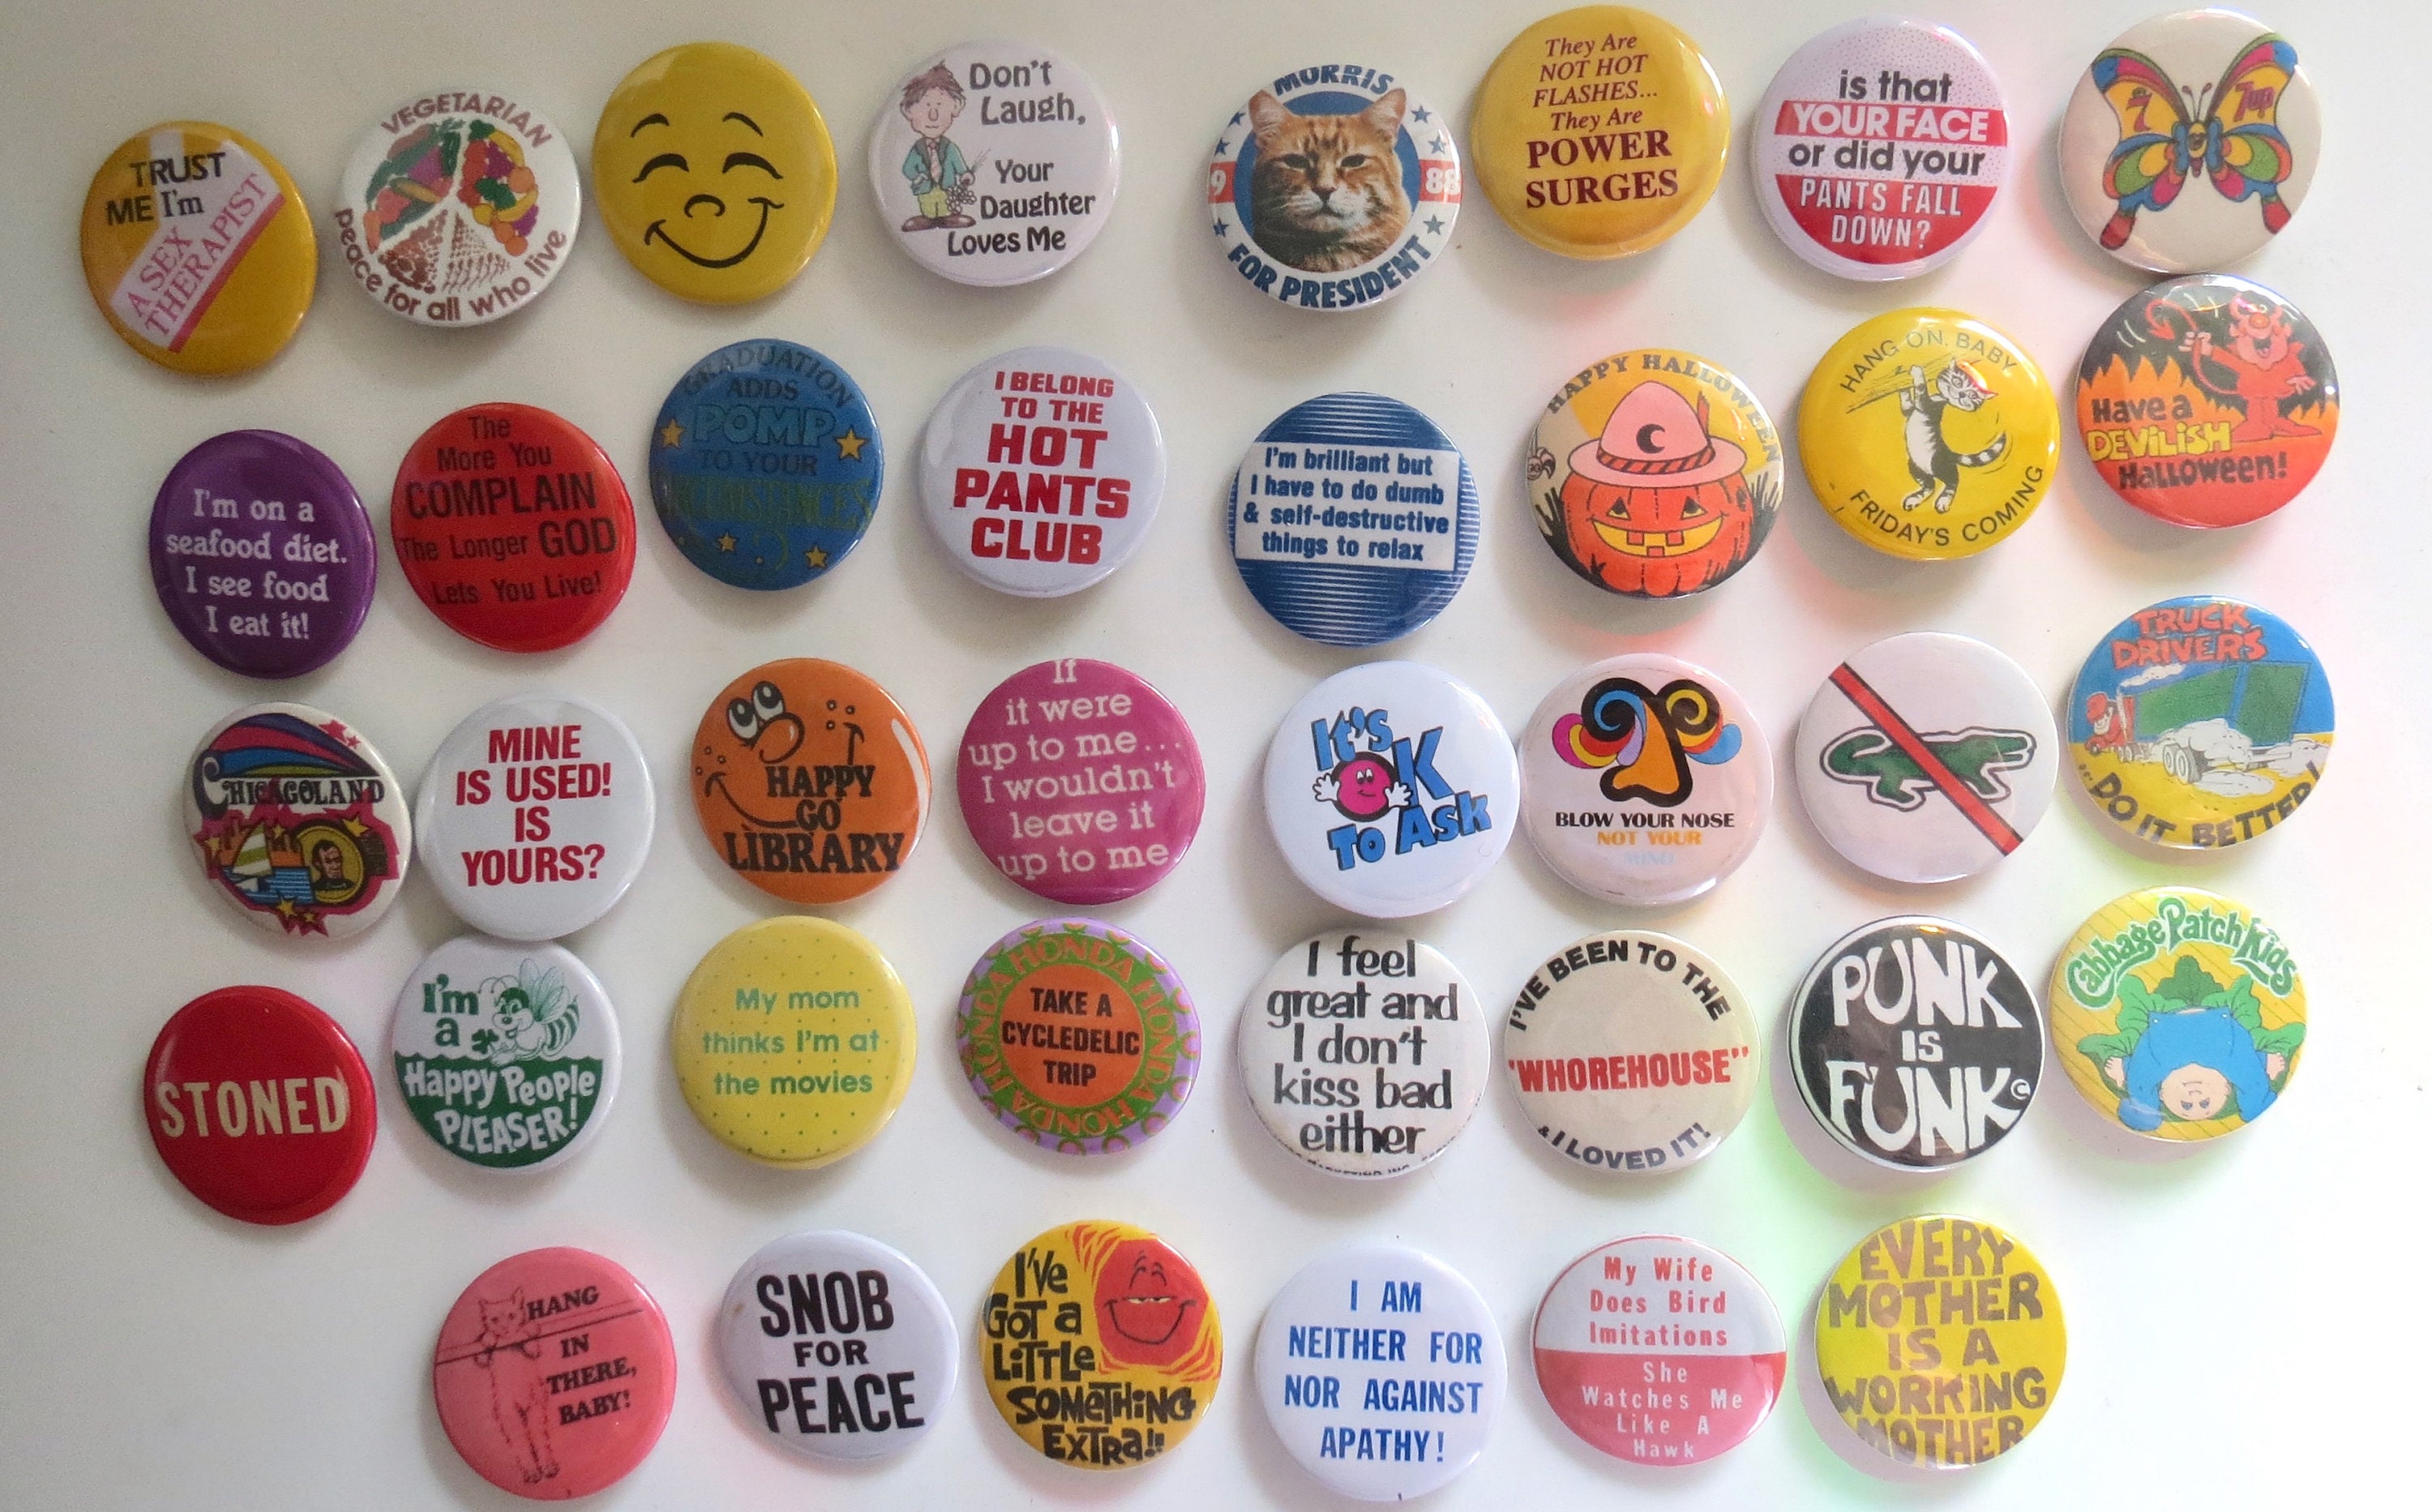 TRUST
ME I'm
A SEX
THERAPIST
VEGETARIAN
peace for all who live
Don't
Laugh,
Your
Daughter
Loves Me
MORRIS
19 88
FOR PRESIDENT
They Are
NOT HOT
FLASHES...
They Are
POWER
SURGES
is that
YOUR FACE
or did your
PANTS FALL
DOWN?
7 7up
I'm on a
seafood diet.
I see food
I eat it!
The
More You
COMPLAIN
The Longer GOD
Lets You Live!
GRADUATION
ADDS
POMP
TO YOUR
CIRCUMSTANCES
I BELONG
TO THE
HOT
PANTS
CLUB
I'm brilliant but
I have to do dumb
& self-destructive
things to relax
HAPPY HALLOWEEN
HANG ON, BABY
FRIDAY'S COMING
Have a
DEVILISH
Halloween!
CHICAGOLAND
MINE
IS USED!
IS
YOURS?
HAPPY
GO
LIBRARY
If
it were
up to me...
I wouldn't
leave it
up to me
It's
OK
To Ask
BLOW YOUR NOSE
NOT YOUR
MIND
TRUCK
DRIVERS
...DO IT BETTER!
STONED
I'm
a
Happy People
PLEASER!
My mom
thinks I'm at
the movies
HONDA HONDA HONDA HONDA HONDA
TAKE A
CYCLEDELIC
TRIP
I feel
great and
I don't
kiss bad
either
I'VE BEEN TO THE
"WHOREHOUSE"
& I LOVED IT!
PUNK
IS
FUNK©
Cabbage Patch Kids
HANG
IN
THERE,
BABY!
SNOB
FOR
PEACE
I've
Got a
Little
Something
Extra!!
I AM
NEITHER FOR
NOR AGAINST
APATHY!
My Wife
Does Bird
Imitations
She
Watches Me
Like A
Hawk
EVERY
MOTHER
IS A
WORKING
MOTHER